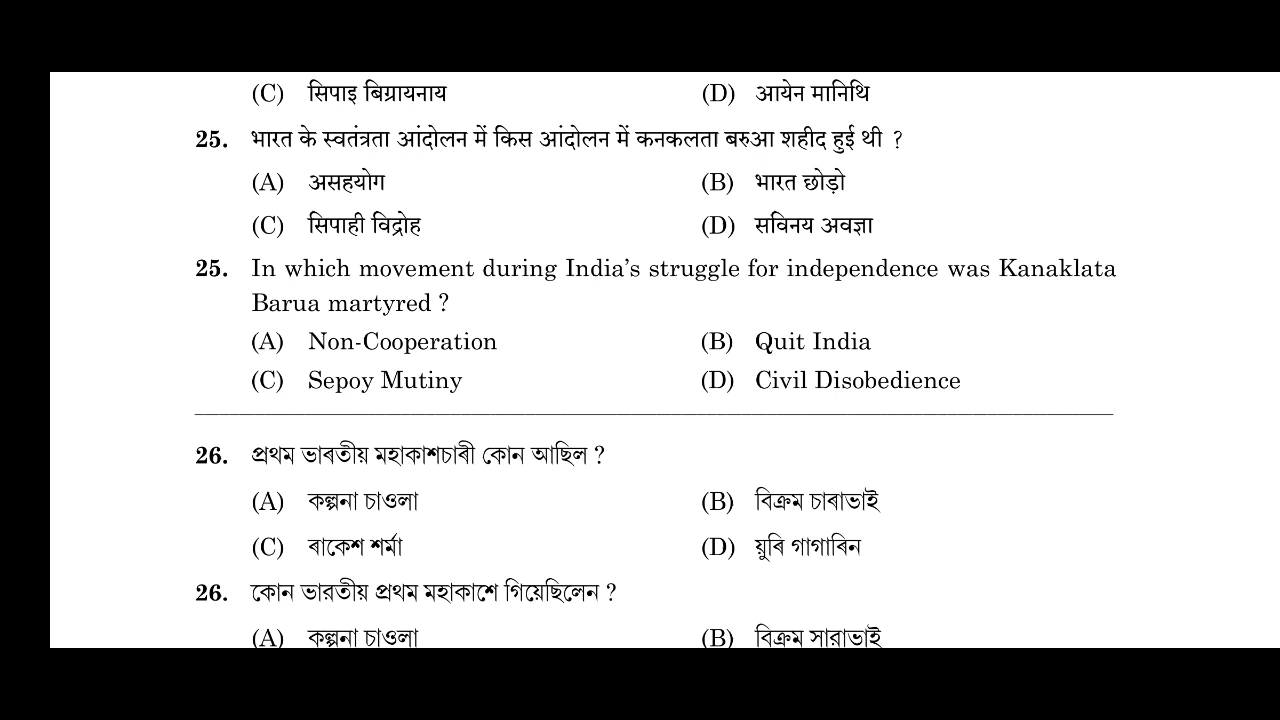 (C) सिपाइ बिग्रायनाय (D) आयेन मानिथि
25. भारत के स्वतंत्रता आंदोलन में किस आंदोलन में कनकलता बरुआ शहीद हुई थी ?
(A) असहयोग (B) भारत छोड़ो
(C) सिपाही विद्रोह (D) सविनय अवज्ञा
25. In which movement during India’s struggle for independence was Kanaklata
Barua martyred ?
(A) Non-Cooperation (B) Quit India
(C) Sepoy Mutiny (D) Civil Disobedience
26. প্ৰথম ভাৰতীয় মহাকাশচাৰী কোন আছিল ?
(A) কল্পনা চাওলা (B) বিক্ৰম চাৰাভাই
(C) ৰাকেশ শৰ্মা (D) য়ুৰি গাগাৰিন
26. কোন ভারতীয় প্রথম মহাকাশে গিয়েছিলেন ?
(A) কল্পনা চাওলা (B) বিক্রম সারাভাই